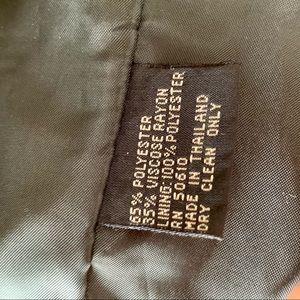 65% POLYESTER
35% VISCOSE RAYON
LINING:100% POLYESTER
RN 50610
MADE IN THAILAND
DRY CLEAN ONLY